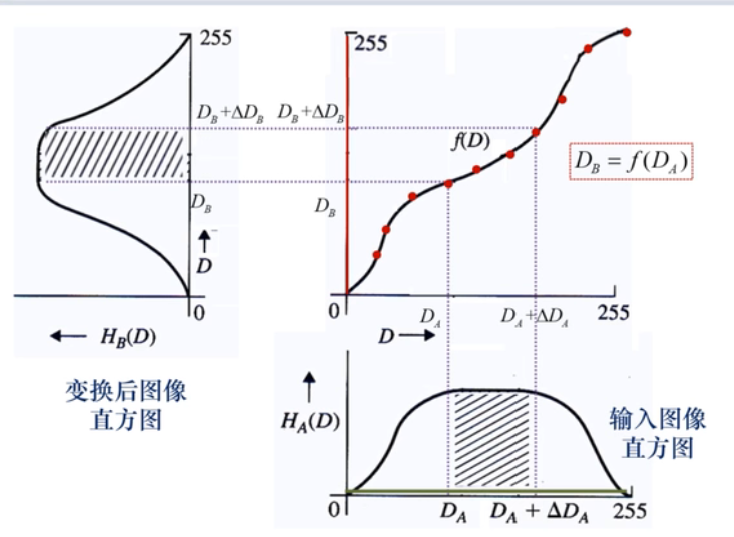 255
255
D_B+ΔD_B
D_B+ΔD_B
f(D)
D_B = f(D_A)
D_B
D_B
D
0
0
D_A
D_A+ΔD_A
255
H_B(D)
D
变换后图像
直方图
H_A(D)
输入图像
直方图
0
D_A
D_A + ΔD_A
255